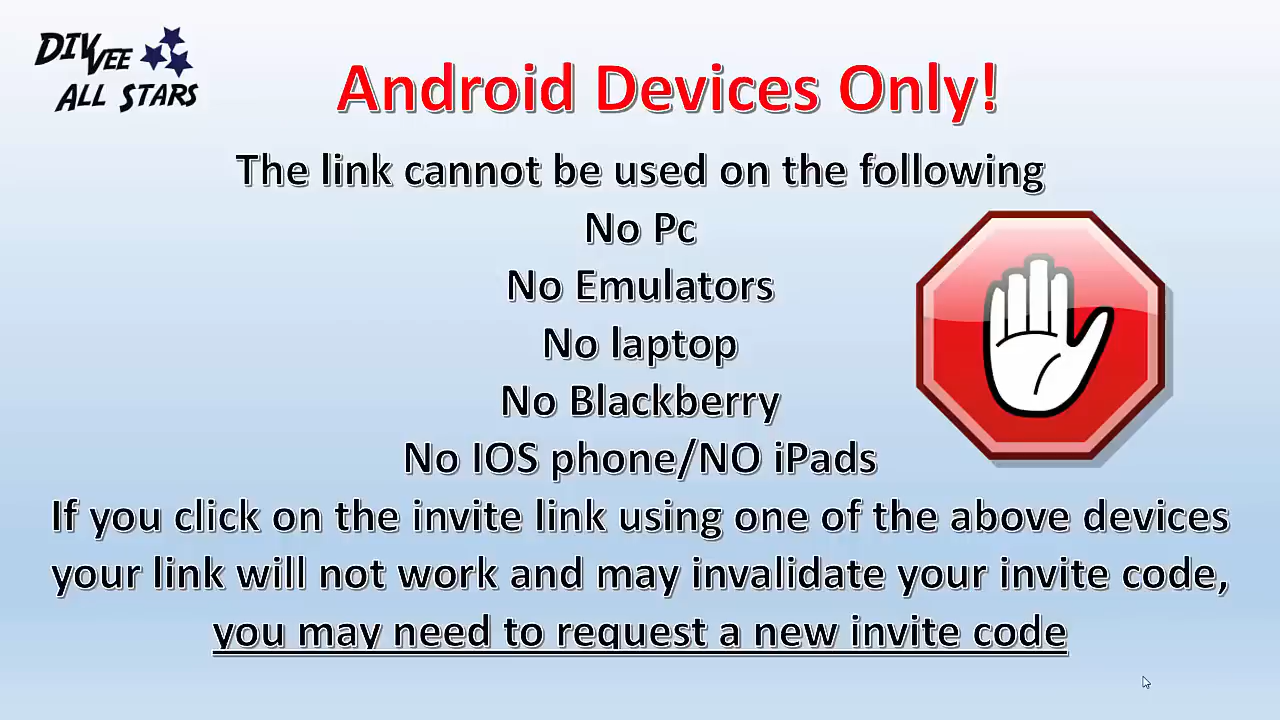 DIVVEE
ALL STARS
Android Devices Only!
The link cannot be used on the following
No Pc
No Emulators
No laptop
No Blackberry
No IOS phone/NO iPads
If you click on the invite link using one of the above devices
your link will not work and may invalidate your invite code,
you may need to request a new invite code